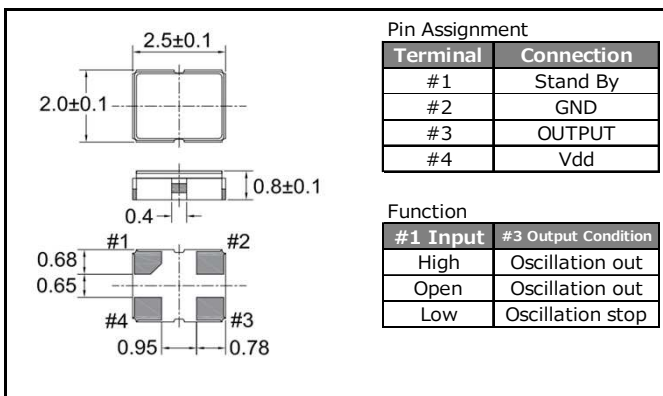 2.5±0.1
2.0±0.1
0.8±0.1
0.4
#1 #2
0.68
0.65
#4 #3
0.95 0.78
Pin Assignment
Terminal Connection
#1 Stand By
#2 GND
#3 OUTPUT
#4 Vdd
Function
#1 Input #3 Output Condition
High Oscillation out
Open Oscillation out
Low Oscillation stop